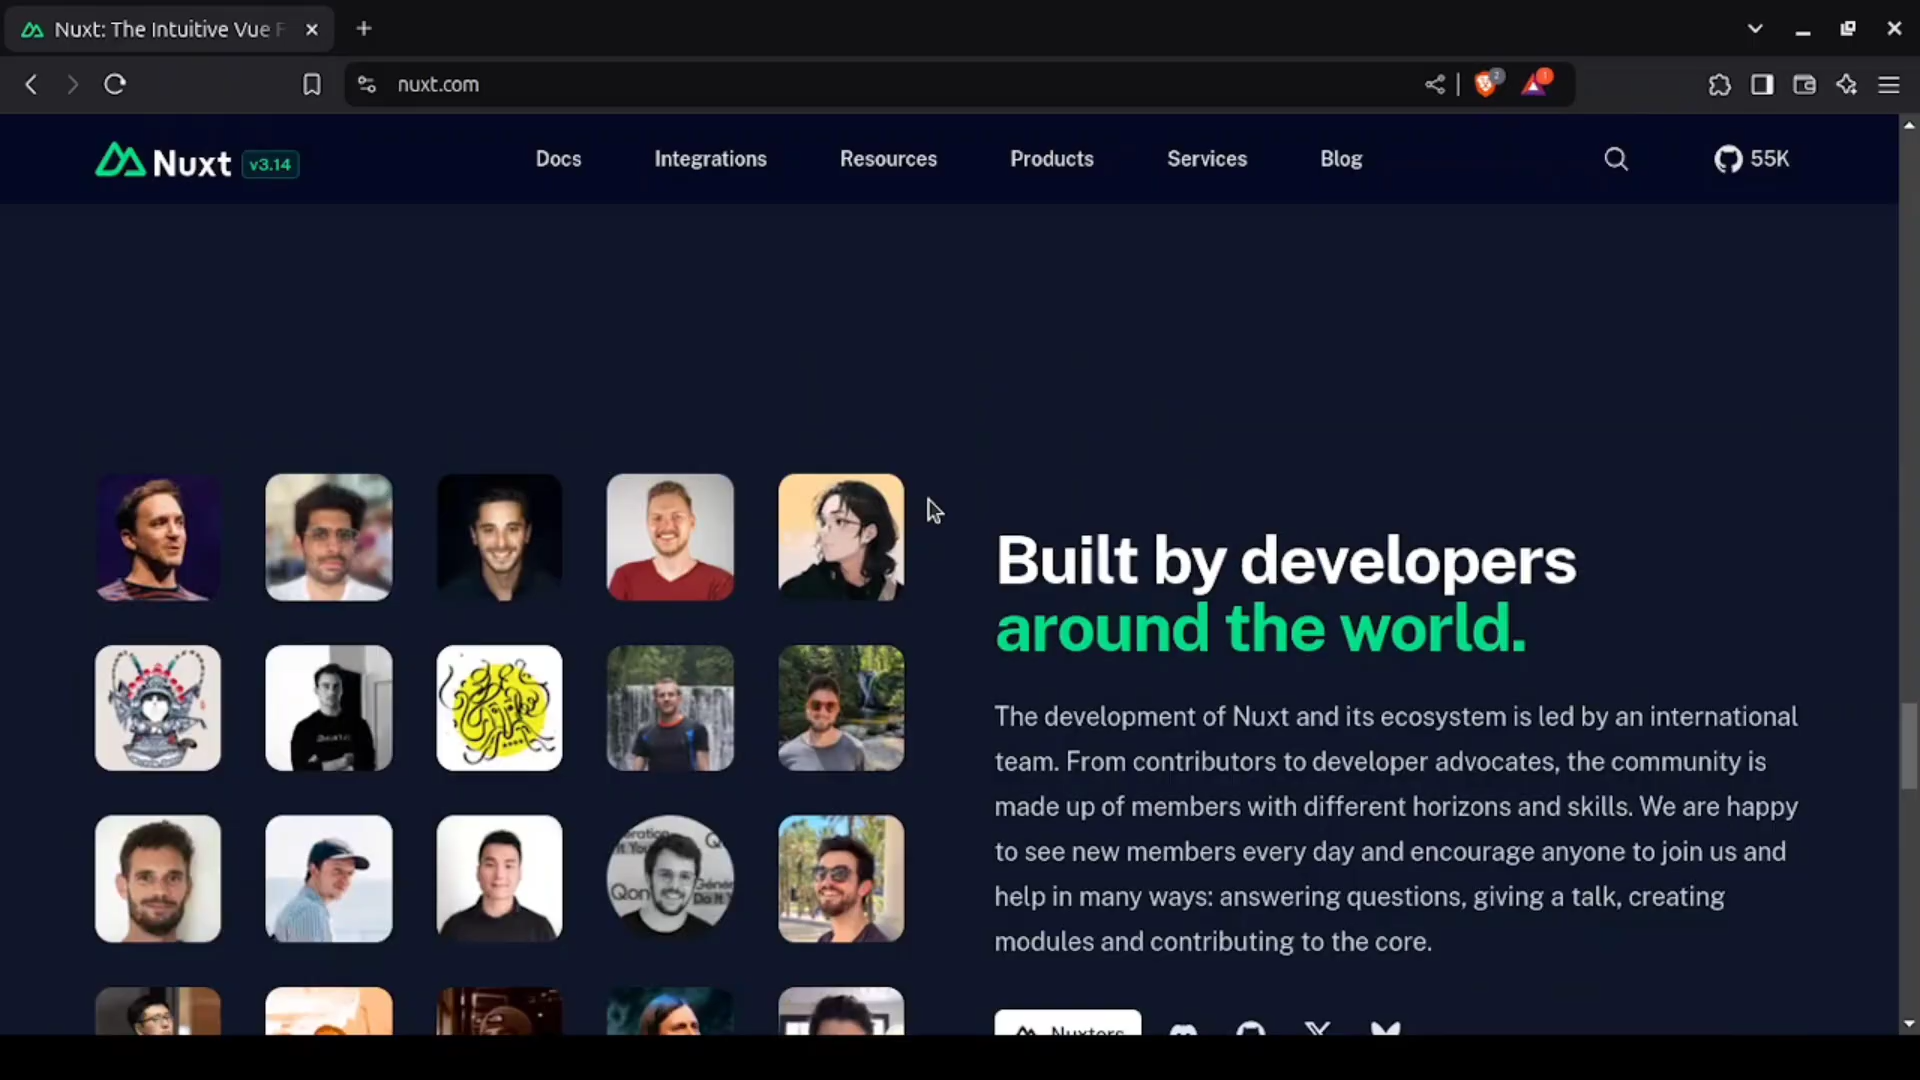 Nuxt: The Intuitive Vue F
nuxt.com
2
1
Nuxt v3.14
Docs
Integrations
Resources
Products
Services
Blog
55K
Built by developers
around the world.
The development of Nuxt and its ecosystem is led by an international
team. From contributors to developer advocates, the community is
made up of members with different horizons and skills. We are happy
to see new members every day and encourage anyone to join us and
help in many ways: answering questions, giving a talk, creating
modules and contributing to the core.
Nuxters